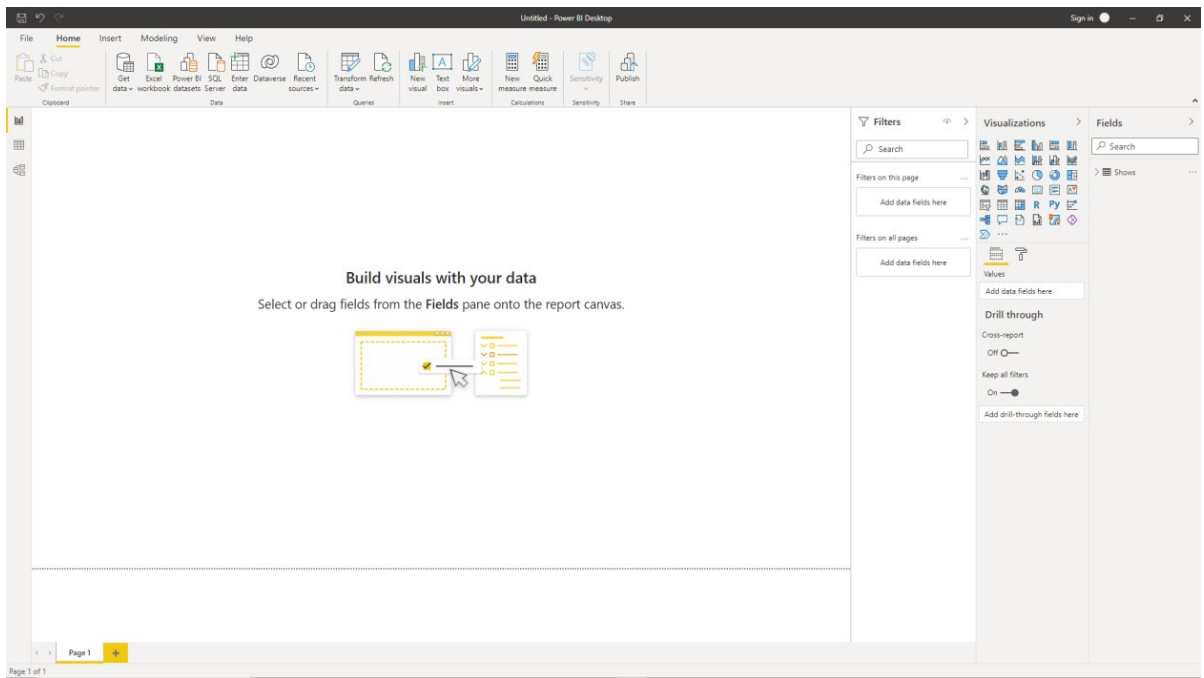 Untitled - Power BI Desktop
Sign in
File Home Insert Modeling View Help
Paste
Cut
Copy
Format painter
Get data
Excel workbook
Power BI datasets
SQL Server
Enter data
Dataverse
Recent sources
Transform data
Refresh
New visual
Text box
More visuals
New measure
Quick measure
Sensitivity
Publish
Clipboard
Data
Queries
Insert
Calculations
Sensitivity
Share
Build visuals with your data
Select or drag fields from the Fields pane onto the report canvas.
Filters
Search
Filters on this page
Add data fields here
Filters on all pages
Add data fields here
Visualizations
R Py
Values
Add data fields here
Drill through
Cross-report
Off
Keep all filters
On
Add drill-through fields here
Fields
Search
Shows
Page 1
Page 1 of 1